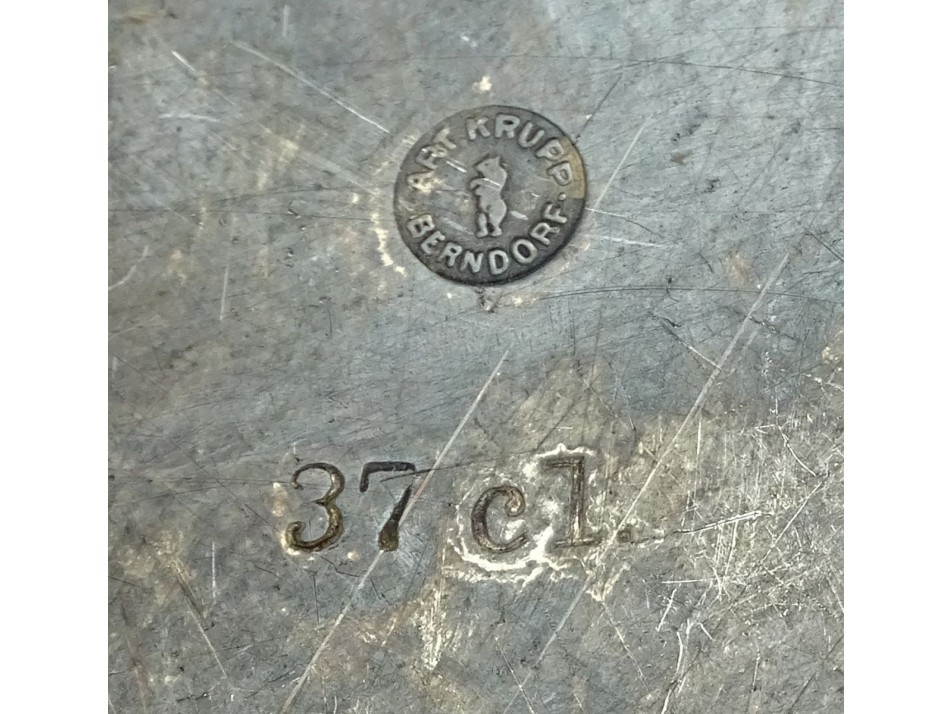 ART. KRUPP.
BERNDORF.
37 cl.